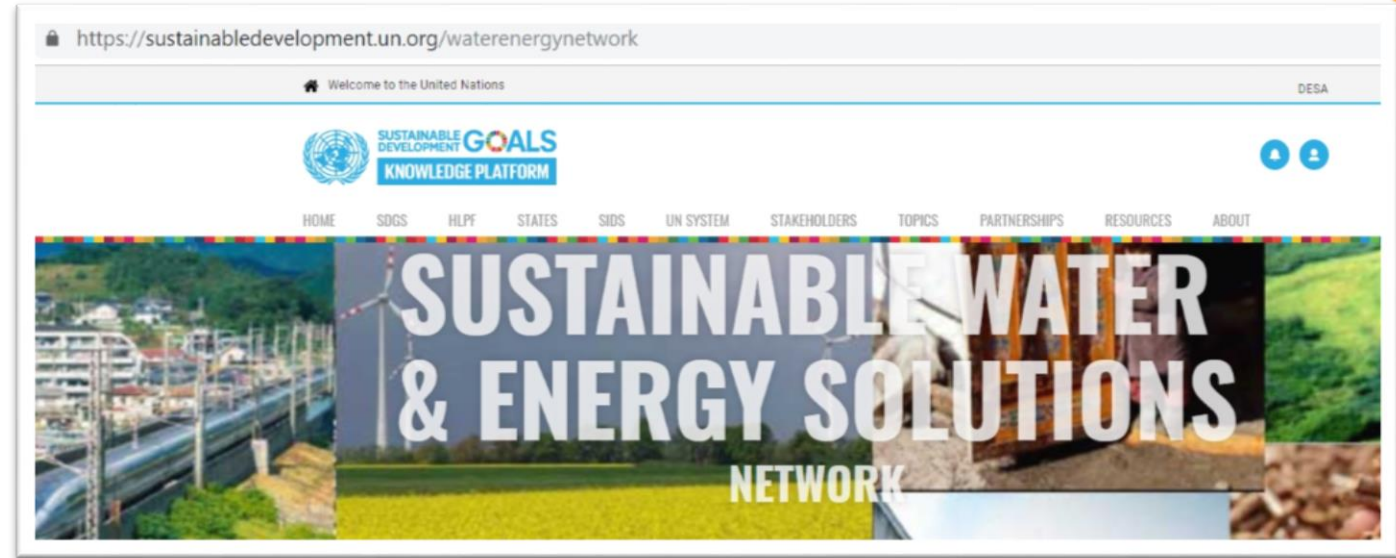 https://sustainabledevelopment.un.org/waterenergynetwork
Welcome to the United Nations
DESA
SUSTAINABLE DEVELOPMENT GOALS
KNOWLEDGE PLATFORM
HOME SDGS HLPF STATES SIDS UN SYSTEM STAKEHOLDERS TOPICS PARTNERSHIPS RESOURCES ABOUT
SUSTAINABLE WATER
& ENERGY SOLUTIONS
NETWORK